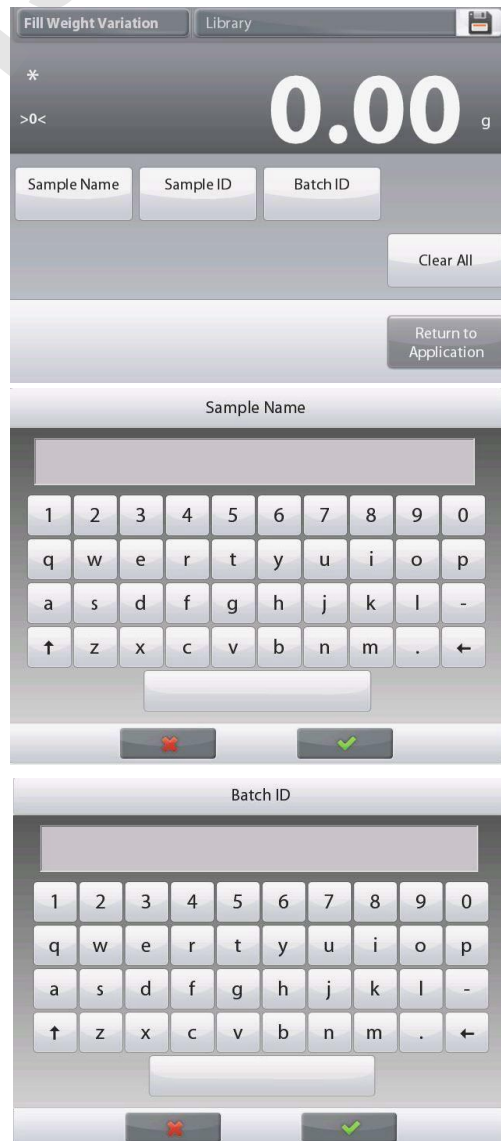 Fill Weight Variation Library
*
>0< 0.00 g
Sample Name Sample ID Batch ID
Clear All
Return to
Application
Sample Name
1 2 3 4 5 6 7 8 9 0
q w e r t y u i o p
a s d f g h j k l -
↑ z x c v b n m . ←
Batch ID
1 2 3 4 5 6 7 8 9 0
q w e r t y u i o p
a s d f g h j k l -
↑ z x c v b n m . ←